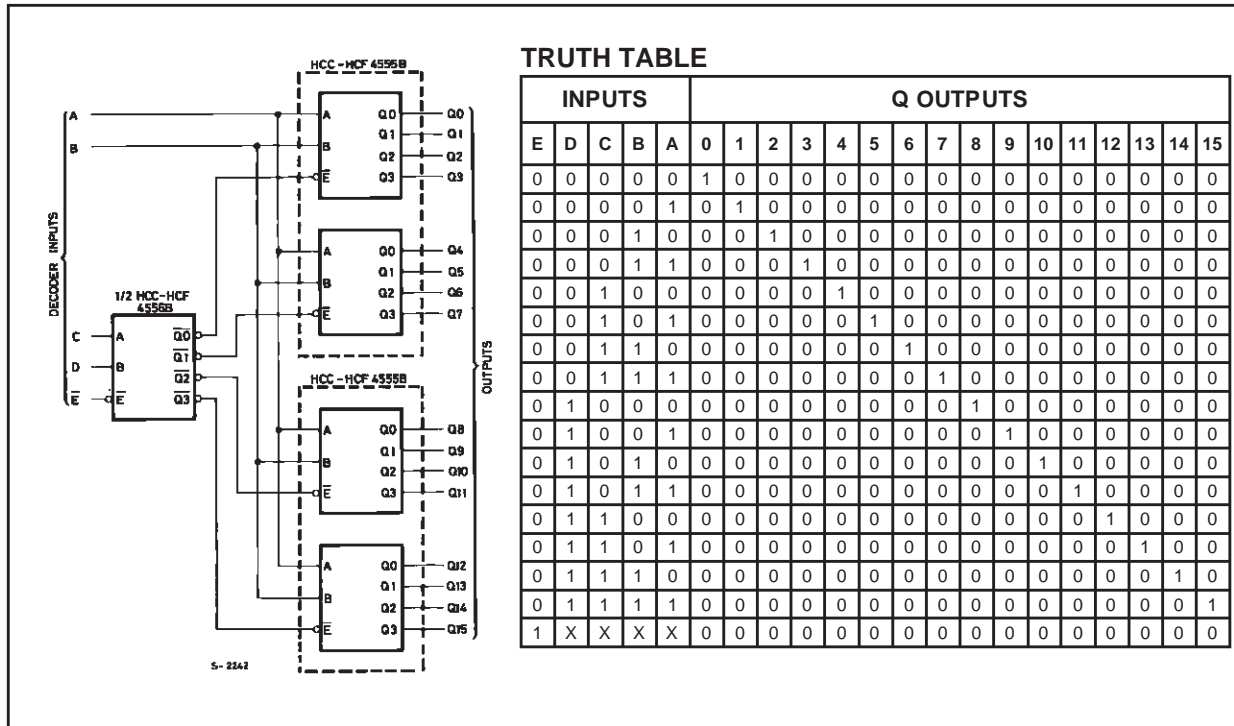 HCC-HCF 4555B
A
B
A
B
E
Q0
Q1
Q2
Q3
Q0
Q1
Q2
Q3
A
B
E
Q0
Q1
Q2
Q3
Q4
Q5
Q6
Q7
DECODER INPUTS
1/2 HCC-HCF
4556B
C
D
E
A
B
E
Q0
Q1
Q2
Q3
HCC-HCF 4555B
A
B
E
Q0
Q1
Q2
Q3
Q8
Q9
Q10
Q11
A
B
E
Q0
Q1
Q2
Q3
Q12
Q13
Q14
Q15
OUTPUTS
S-2242
TRUTH TABLE
INPUTS Q OUTPUTS
E D C B A 0 1 2 3 4 5 6 7 8 9 10 11 12 13 14 15
0 0 0 0 0 1 0 0 0 0 0 0 0 0 0 0 0 0 0 0 0
0 0 0 0 1 0 1 0 0 0 0 0 0 0 0 0 0 0 0 0 0
0 0 0 1 0 0 0 1 0 0 0 0 0 0 0 0 0 0 0 0 0
0 0 0 1 1 0 0 0 1 0 0 0 0 0 0 0 0 0 0 0 0
0 0 1 0 0 0 0 0 0 1 0 0 0 0 0 0 0 0 0 0 0
0 0 1 0 1 0 0 0 0 0 1 0 0 0 0 0 0 0 0 0 0
0 0 1 1 0 0 0 0 0 0 0 1 0 0 0 0 0 0 0 0 0
0 0 1 1 1 0 0 0 0 0 0 0 1 0 0 0 0 0 0 0 0
0 1 0 0 0 0 0 0 0 0 0 0 0 1 0 0 0 0 0 0 0
0 1 0 0 1 0 0 0 0 0 0 0 0 0 1 0 0 0 0 0 0
0 1 0 1 0 0 0 0 0 0 0 0 0 0 0 1 0 0 0 0 0
0 1 0 1 1 0 0 0 0 0 0 0 0 0 0 0 1 0 0 0 0
0 1 1 0 0 0 0 0 0 0 0 0 0 0 0 0 0 1 0 0 0
0 1 1 0 1 0 0 0 0 0 0 0 0 0 0 0 0 0 1 0 0
0 1 1 1 0 0 0 0 0 0 0 0 0 0 0 0 0 0 0 1 0
0 1 1 1 1 0 0 0 0 0 0 0 0 0 0 0 0 0 0 0 1
1 X X X X 0 0 0 0 0 0 0 0 0 0 0 0 0 0 0 0